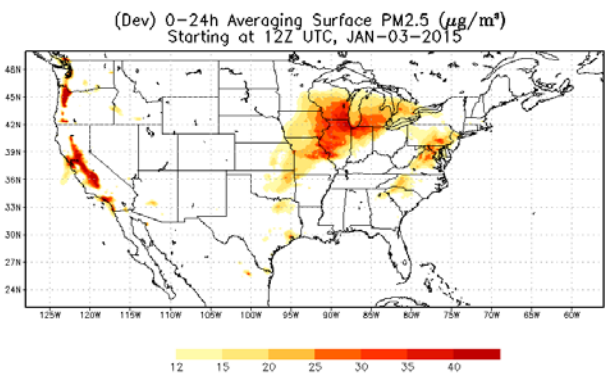 (Dev) 0-24h Averaging Surface PM2.5 (μg/m³)
Starting at 12Z UTC, JAN-03-2015
48N
45N
42N
39N
36N
33N
30N
27N
24N
125W 120W 115W 110W 105W 100W 95W 90W 85W 80W 75W 70W 65W 60W
12 15 20 25 30 35 40